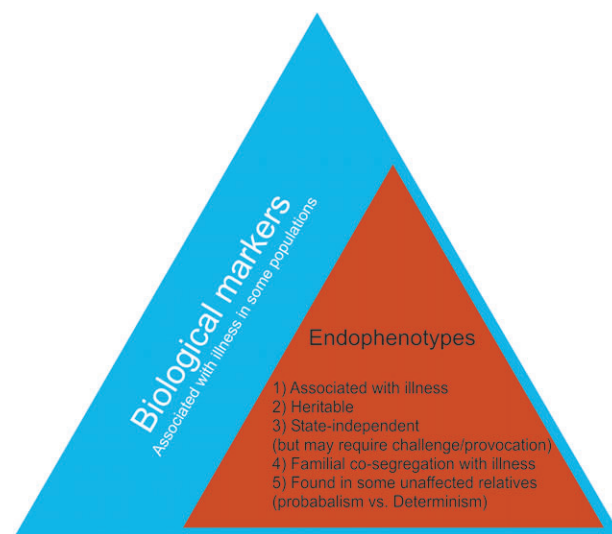 Biological markers
Associated with illness in some populations
Endophenotypes
1) Associated with illness
2) Heritable
3) State-independent
(but may require challenge/provocation)
4) Familial co-segregation with illness
5) Found in some unaffected relatives
(probabalism vs. Determinism)